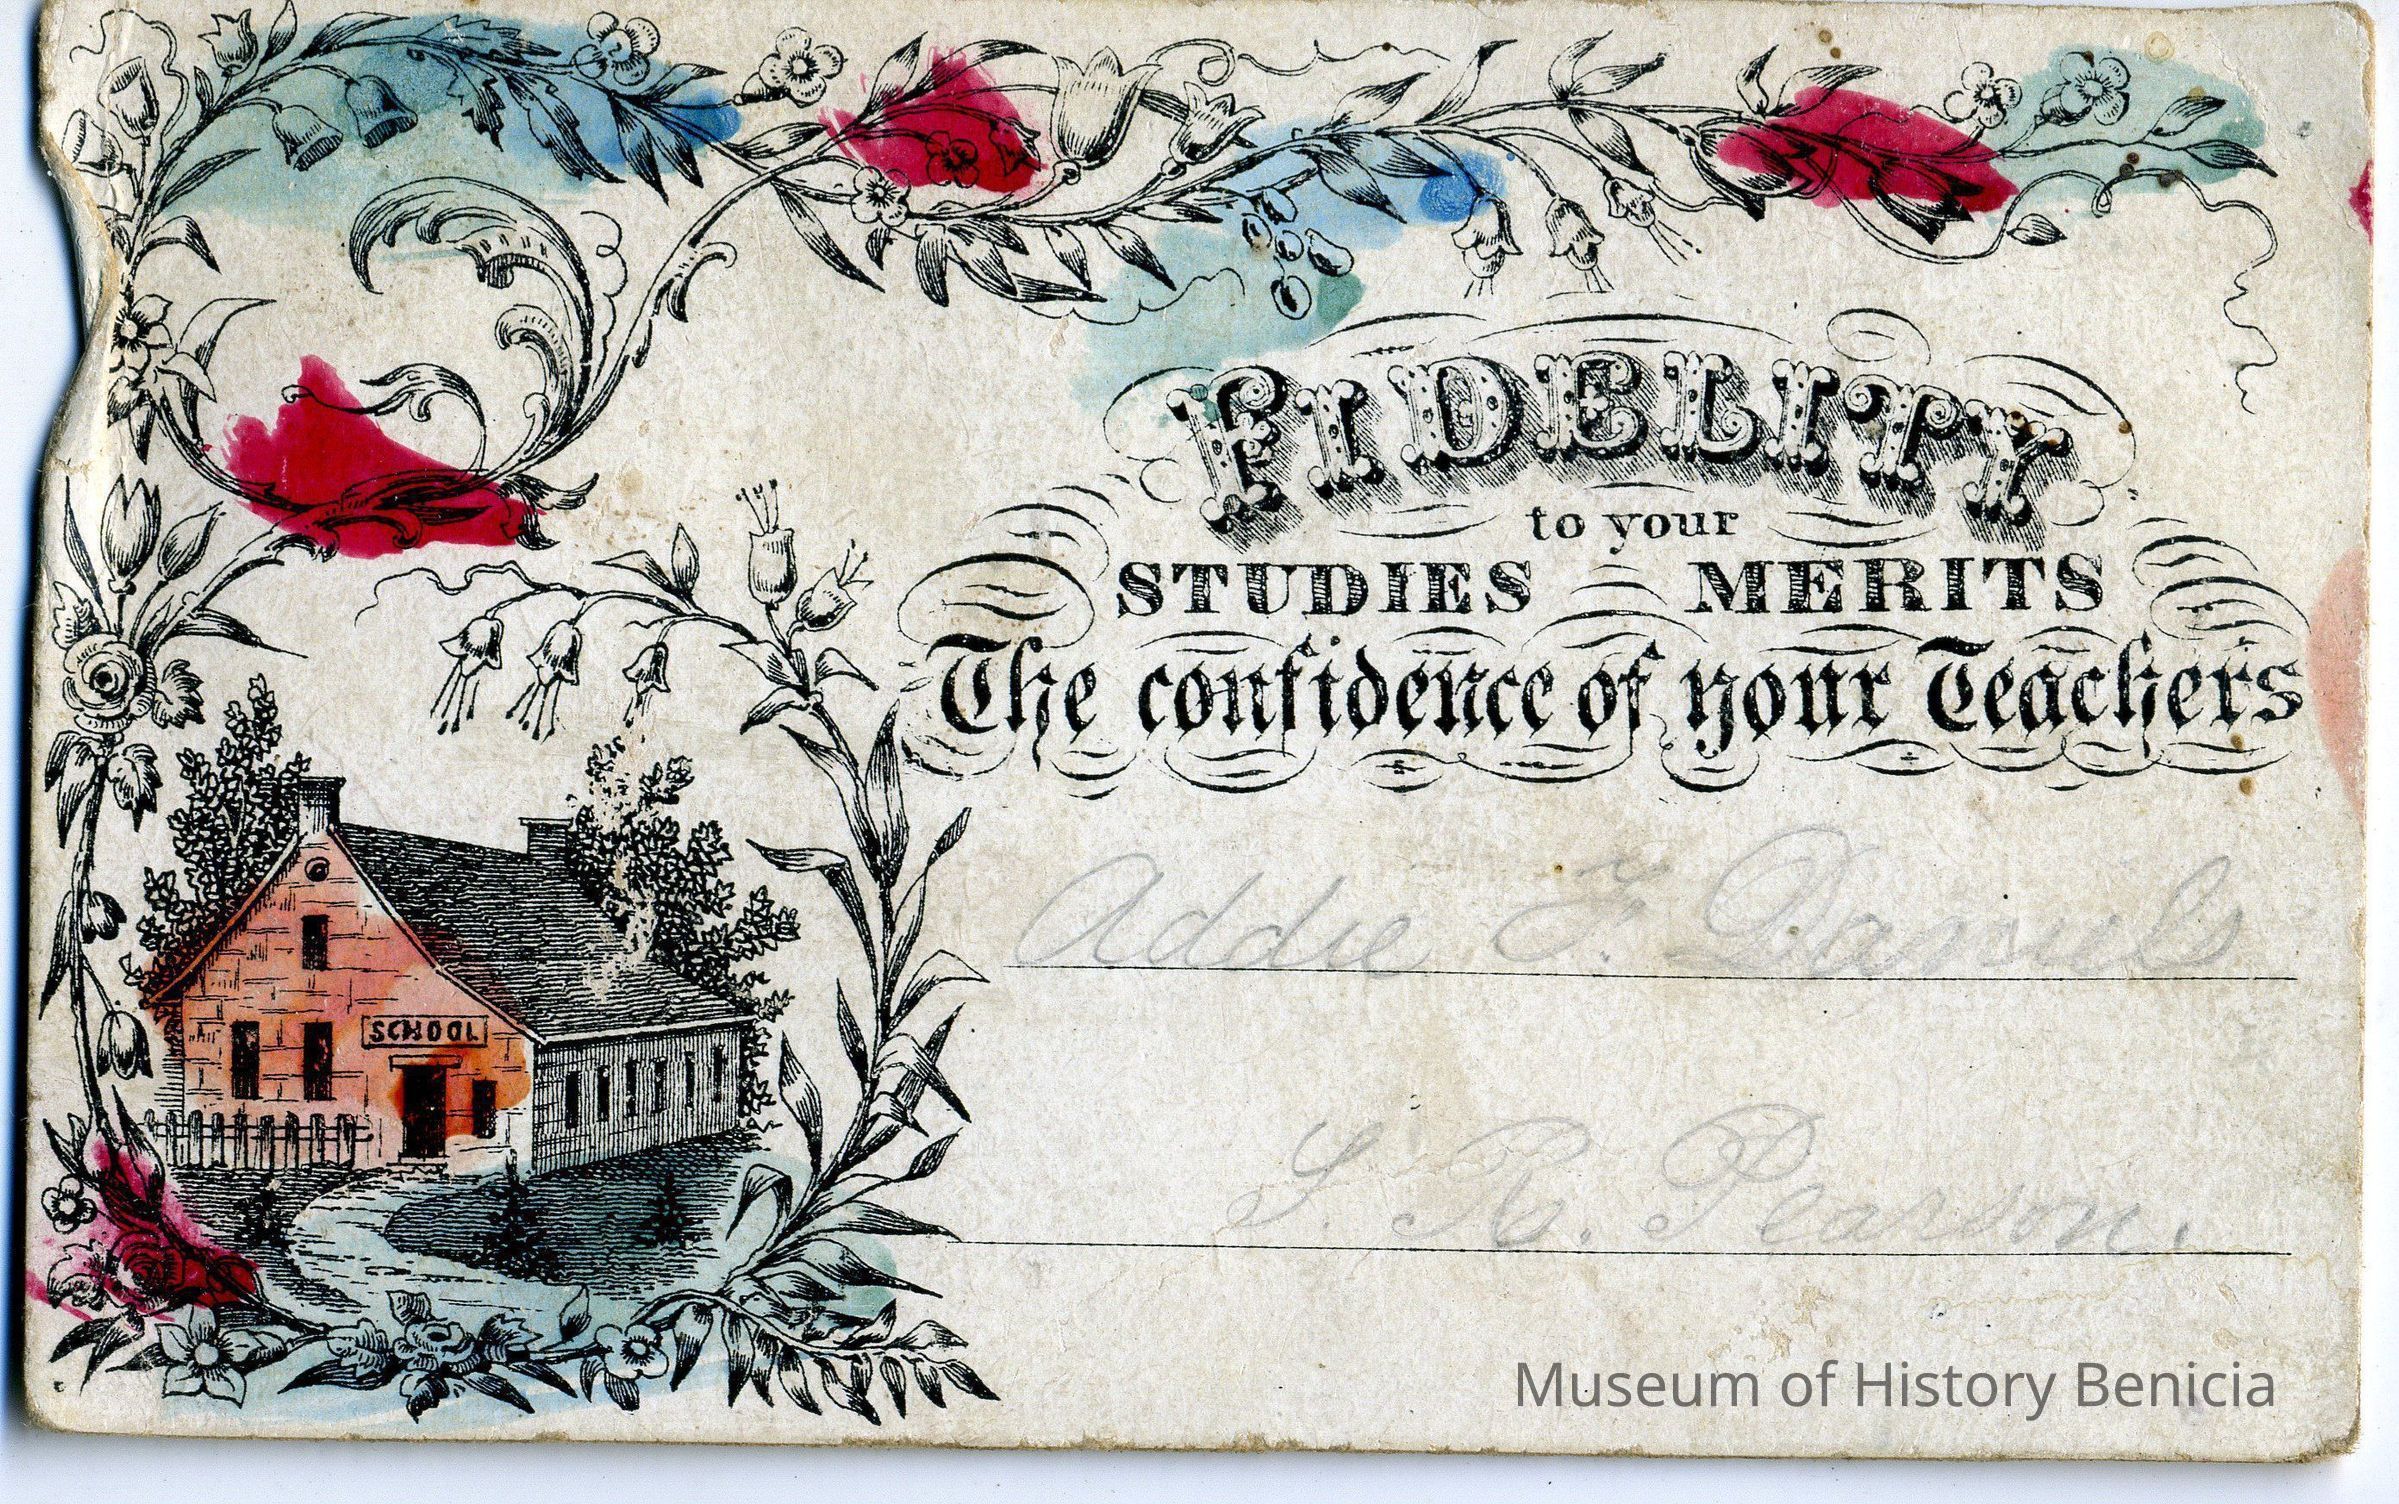 FIDELITY
to your
STUDIES MERITS
The confidence of your Teachers
SCHOOL
Addie F. Daniels
S. R. Pearson.
Museum of History Benicia